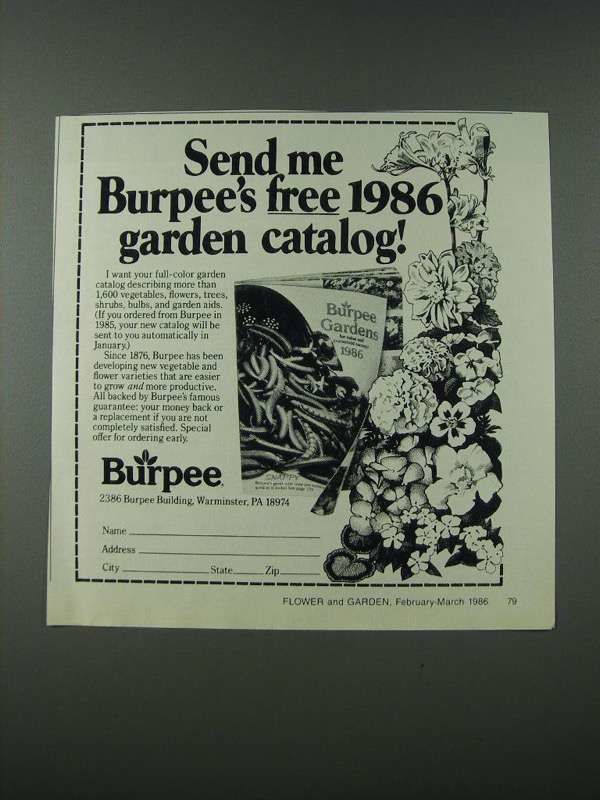 Send me
Burpee's free 1986
garden catalog!
I want your full-color garden
catalog describing more than
1,600 vegetables, flowers, trees,
shrubs, bulbs, and garden aids.
(If you ordered from Burpee in
1985, your new catalog will be
sent to you automatically in
January.)
Since 1876, Burpee has been
developing new vegetable and
flower varieties that are easier
to grow and more productive.
All backed by Burpee's famous
guarantee: your money back or
a replacement if you are not
completely satisfied. Special
offer for ordering early.
Burpee
Gardens
1986
SNAPPY
Burpee
2386 Burpee Building, Warminster, PA 18974
Name
Address
City State Zip
FLOWER and GARDEN, February-March 1986 79